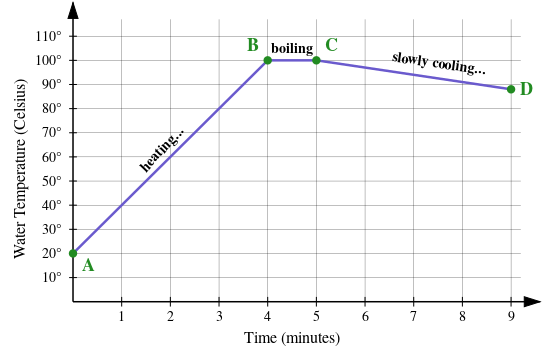 B boiling C
110°
100°
slowly cooling...
90°
D
80°
70°
heating...
60°
50°
40°
30°
20°
A
10°
Water Temperature (Celsius)
1 2 3 4 5 6 7 8 9
Time (minutes)